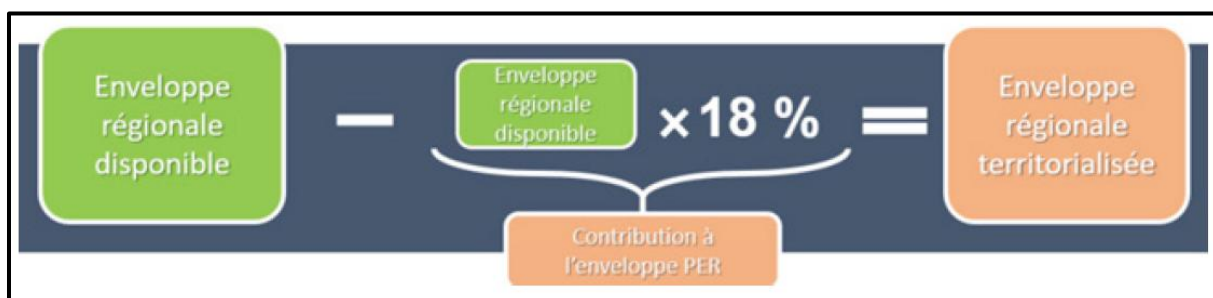 Enveloppe
régionale
disponible
−
Enveloppe
régionale
disponible
× 18 %
=
Enveloppe
régionale
territorialisée
Contribution à
l'enveloppe PER